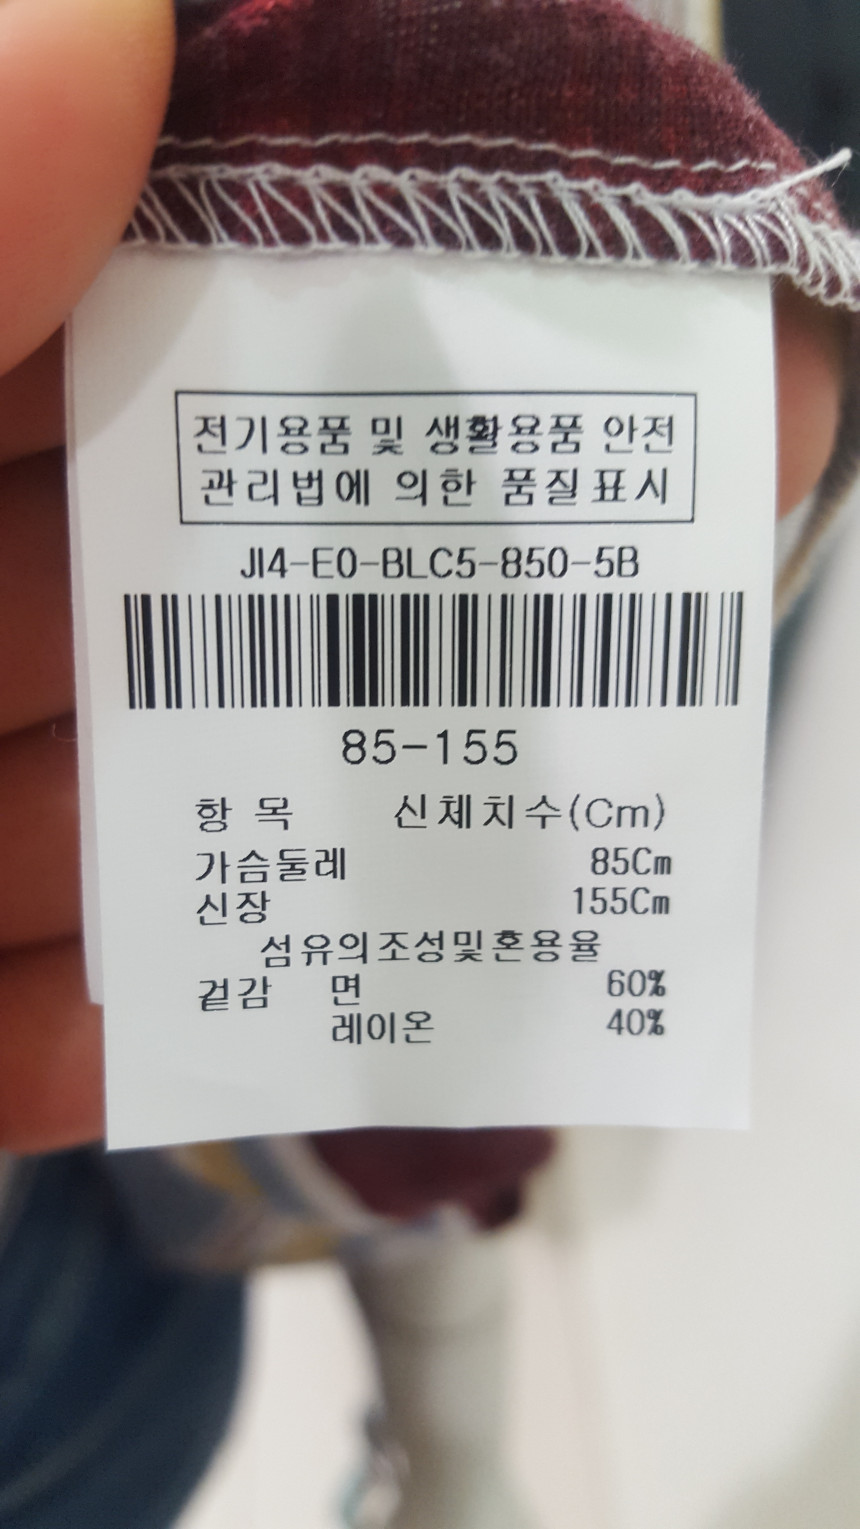 전기용품 및 생활용품 안전
관리법에 의한 품질표시
JI4-E0-BLC5-850-5B
85-155
항 목 신체치수(Cm)
가슴둘레 85Cm
신장 155Cm
섬유의조성및혼용율
겉감 면 60%
레이온 40%